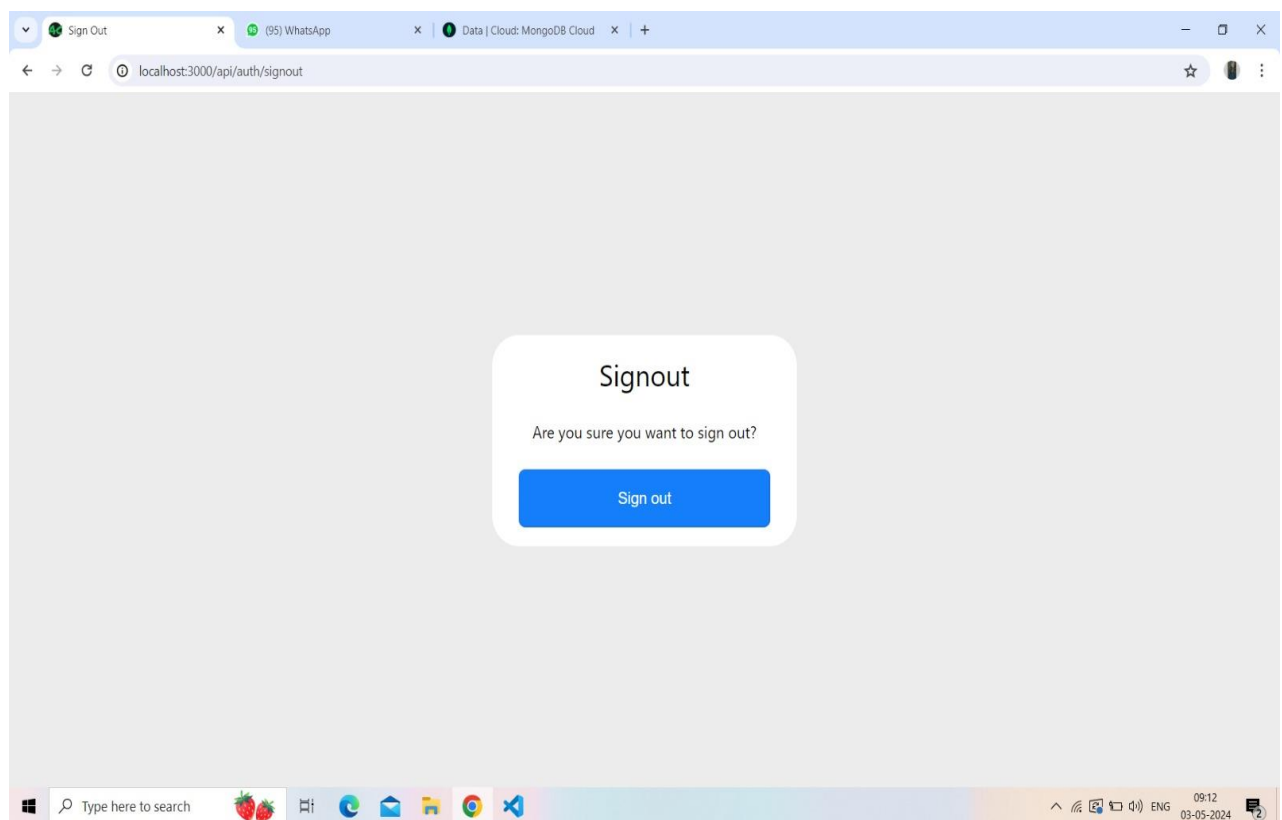 Sign Out
(95) WhatsApp
Data | Cloud: MongoDB Cloud
localhost:3000/api/auth/signout
Signout
Are you sure you want to sign out?
Sign out
Type here to search
ENG
09:12
03-05-2024
2